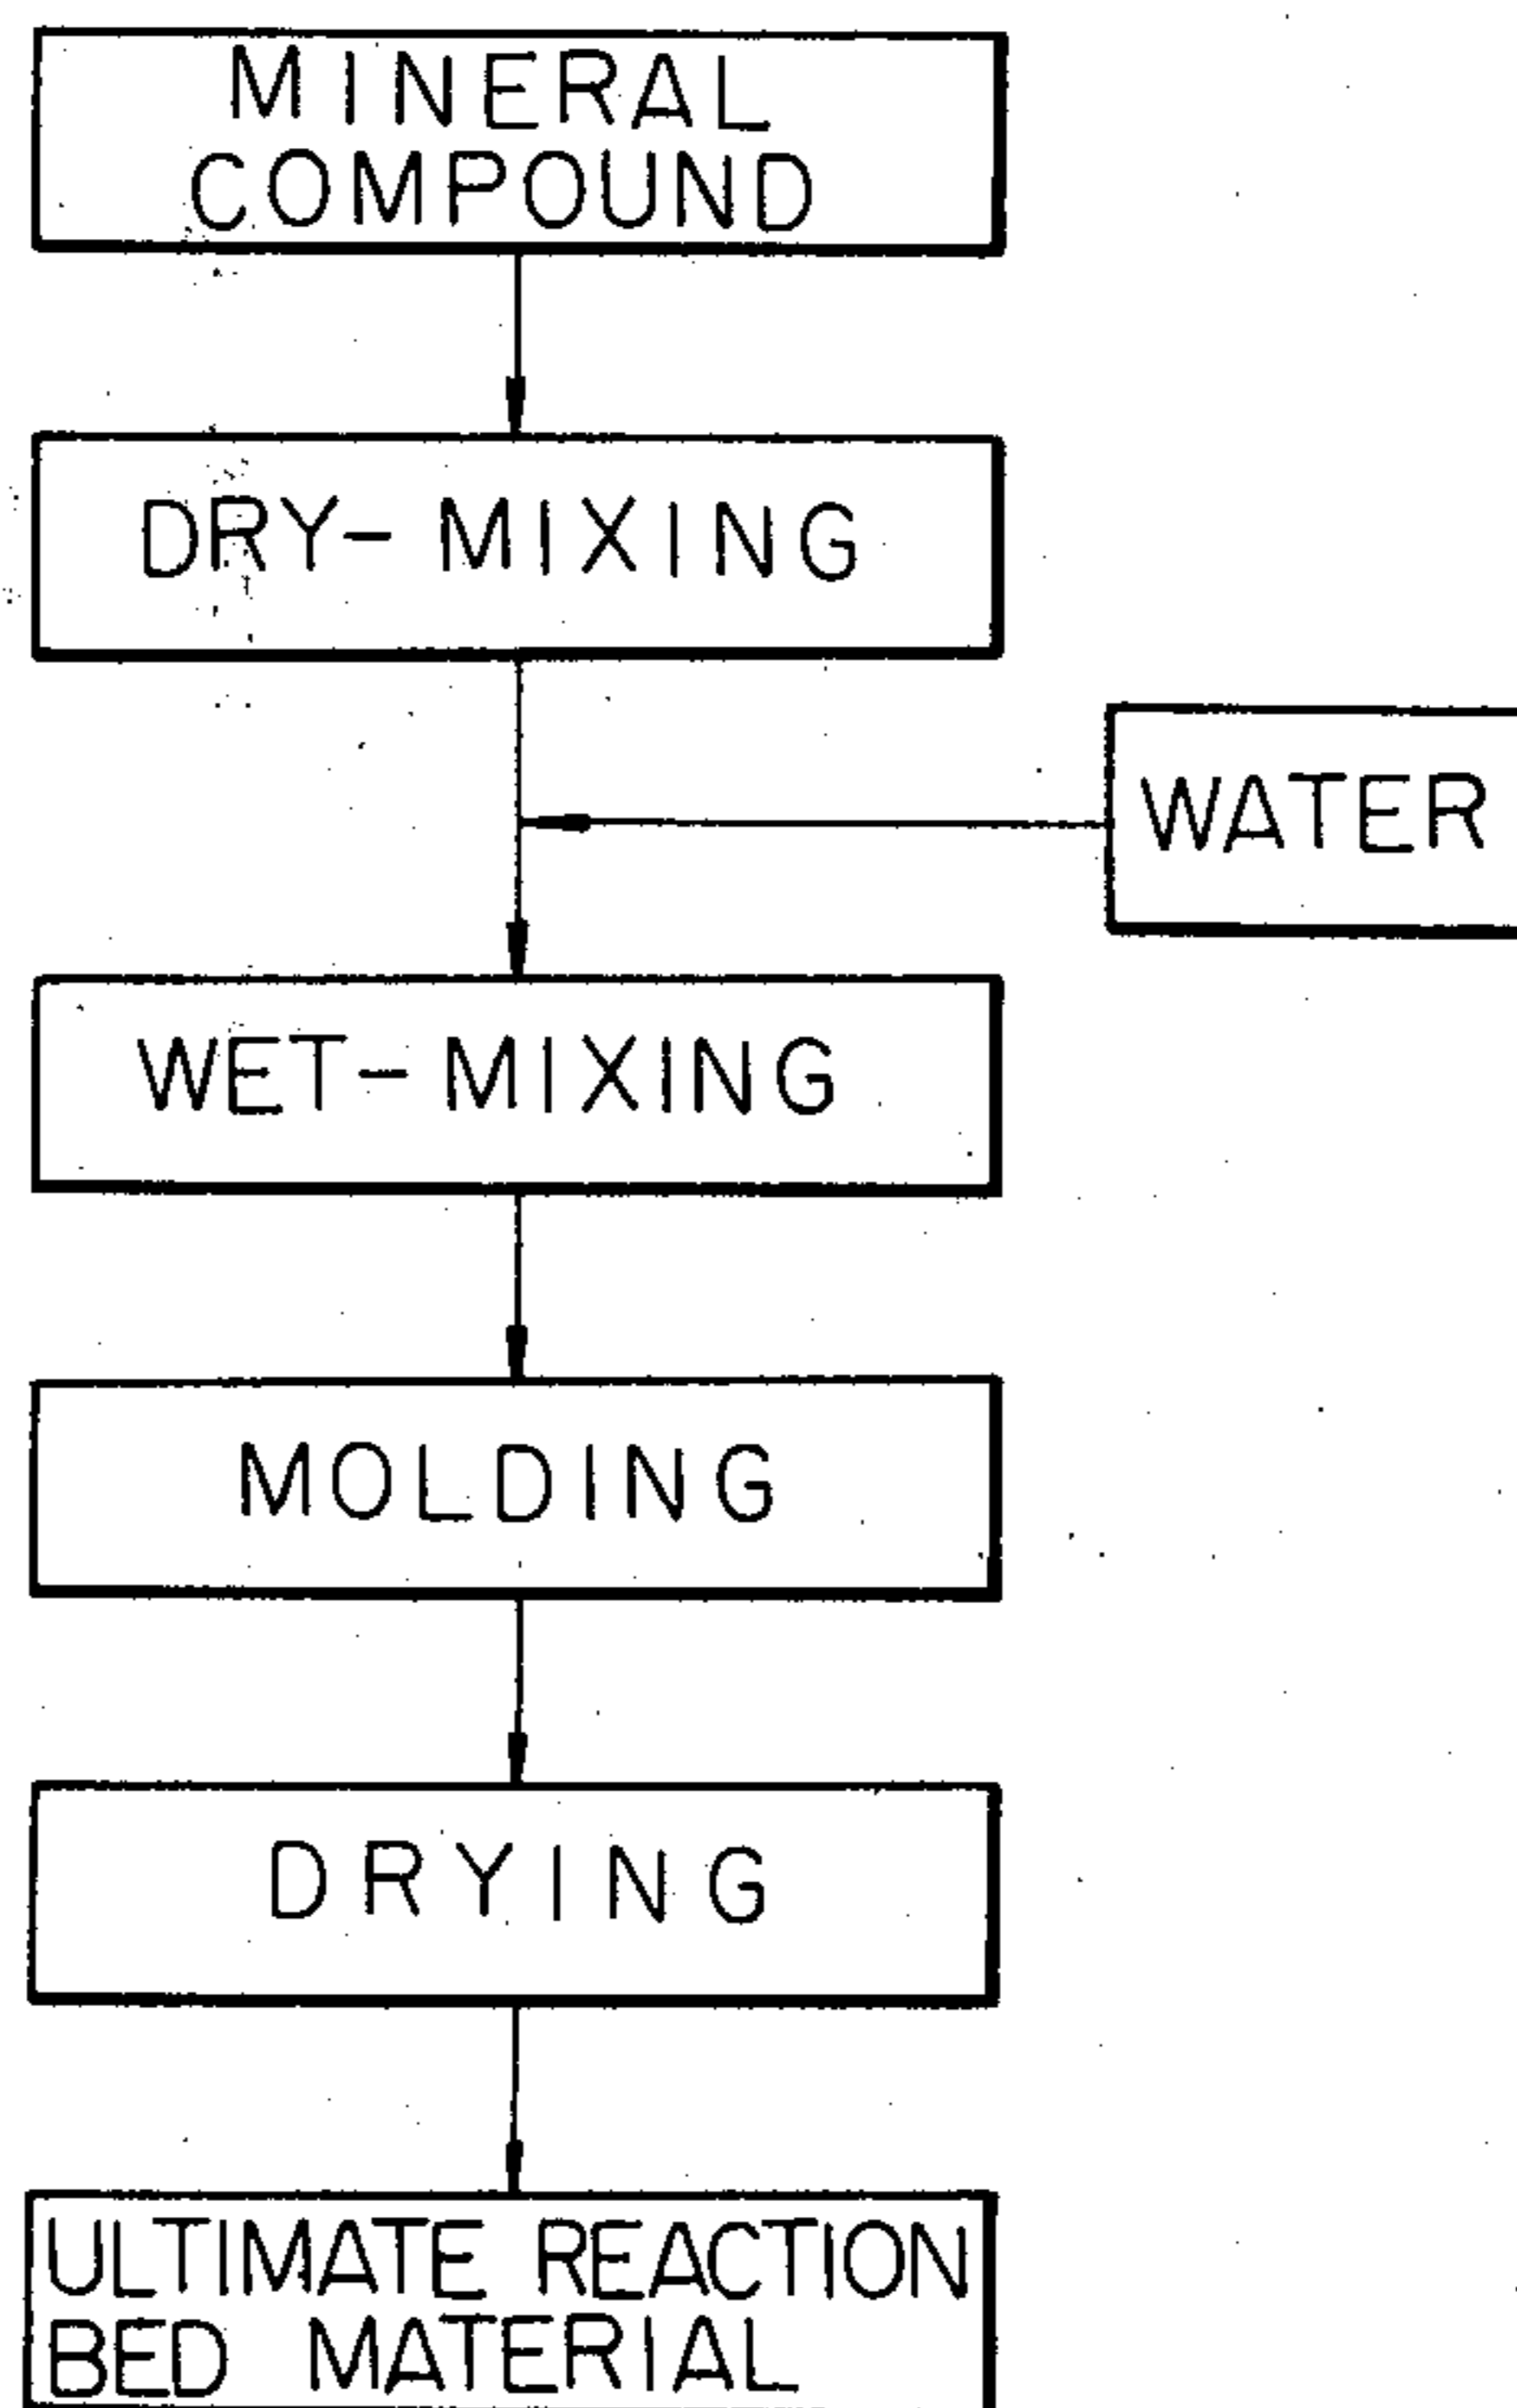 MINERAL
COMPOUND
DRY-MIXING
WATER
WET-MIXING
MOLDING
DRYING
ULTIMATE REACTION
BED MATERIAL